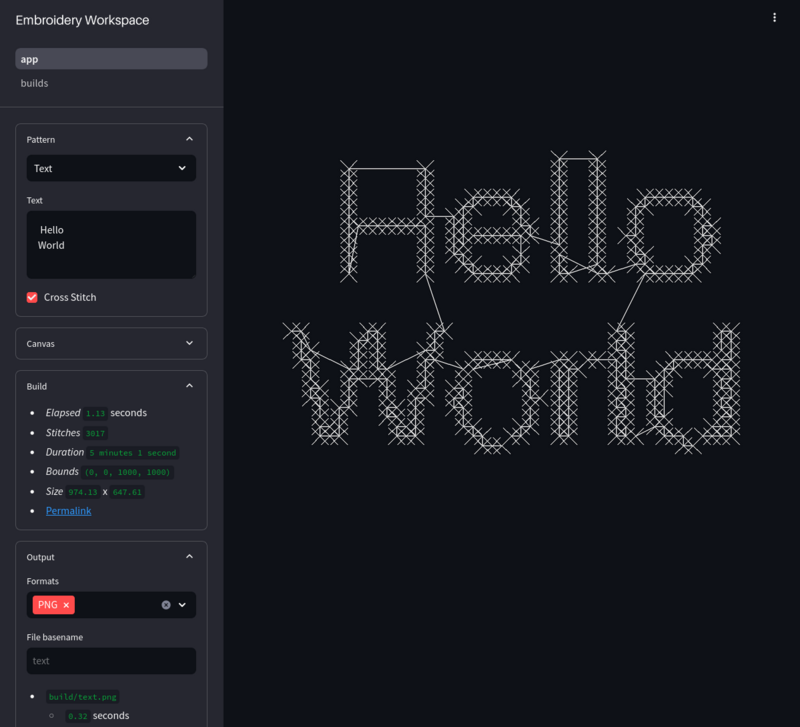 Embroidery Workspace
app
builds
Pattern
Text
Text
Hello
World
Cross Stitch
Canvas
Build
Elapsed 1.13 seconds
Stitches 3017
Duration 5 minutes 1 second
Bounds (0, 0, 1000, 1000)
Size 974.13 x 647.61
Permalink
Output
Formats
PNG ×
File basename
text
build/text.png
0.32 seconds
Hello
World